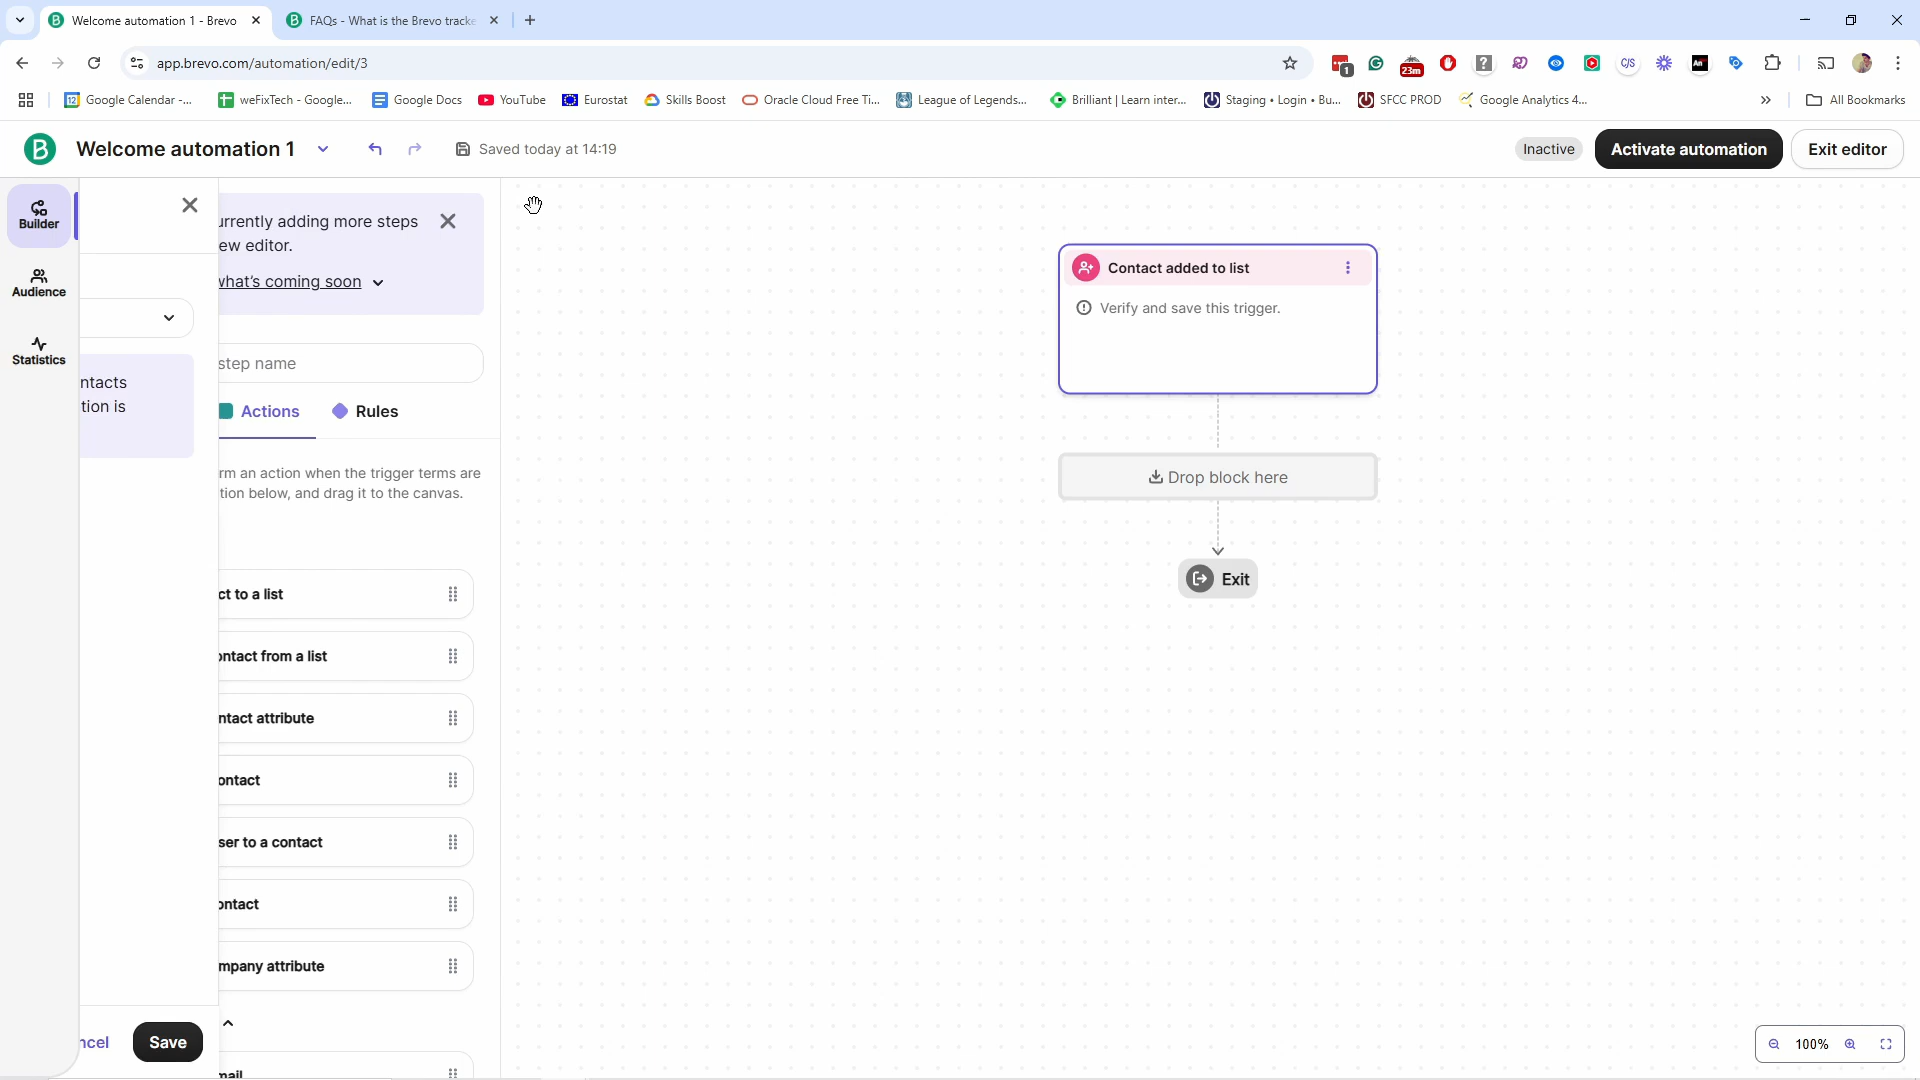 Welcome automation 1 - Brevo
FAQs - What is the Brevo tracke
app.brevo.com/automation/edit/3
1
23m
C/S
An
Google Calendar -...
weFixTech - Google...
Google Docs
YouTube
Eurostat
Skills Boost
Oracle Cloud Free Ti...
League of Legends...
Brilliant | Learn inter...
Staging • Login • Bu...
SFCC PROD
Google Analytics 4...
All Bookmarks
B
Welcome automation 1
Saved today at 14:19
Inactive
Activate automation
Exit editor
Builder
Audience
Statistics
ntacts
tion is
ncel
Save
urrently adding more steps
ew editor.
what's coming soon
step name
Actions
Rules
rm an action when the trigger terms are
tion below, and drag it to the canvas.
ct to a list
ontact from a list
ntact attribute
ontact
ser to a contact
ontact
mpany attribute
mail
Contact added to list
Verify and save this trigger.
Drop block here
Exit
100%